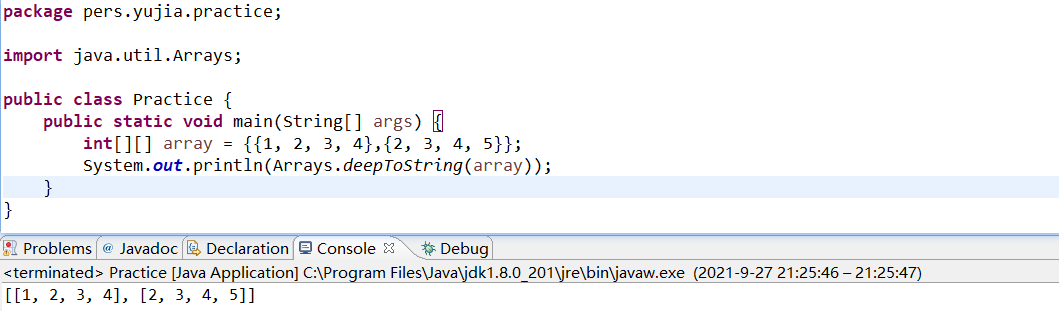 package pers.yujia.practice;
import java.util.Arrays;
public class Practice {
public static void main(String[] args) {
int[][] array = {{1, 2, 3, 4},{2, 3, 4, 5}};
System.out.println(Arrays.deepToString(array));
}
}
Problems @ Javadoc Declaration Console Debug
<terminated> Practice [Java Application] C:\Program Files\Java\jdk1.8.0_201\jre\bin\javaw.exe (2021-9-27 21:25:46 – 21:25:47)
[[1, 2, 3, 4], [2, 3, 4, 5]]